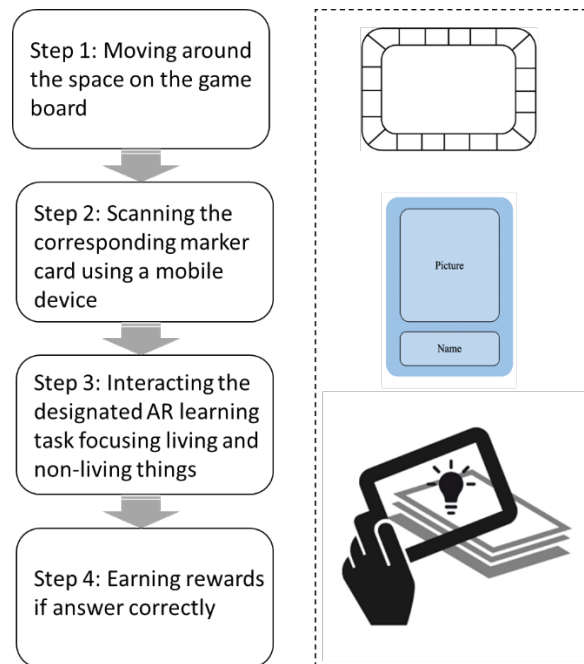 Step 1: Moving around
the space on the game
board
Step 2: Scanning the
corresponding marker
card using a mobile
device
Step 3: Interacting the
designated AR learning
task focusing living and
non-living things
Step 4: Earning rewards
if answer correctly
Picture
Name